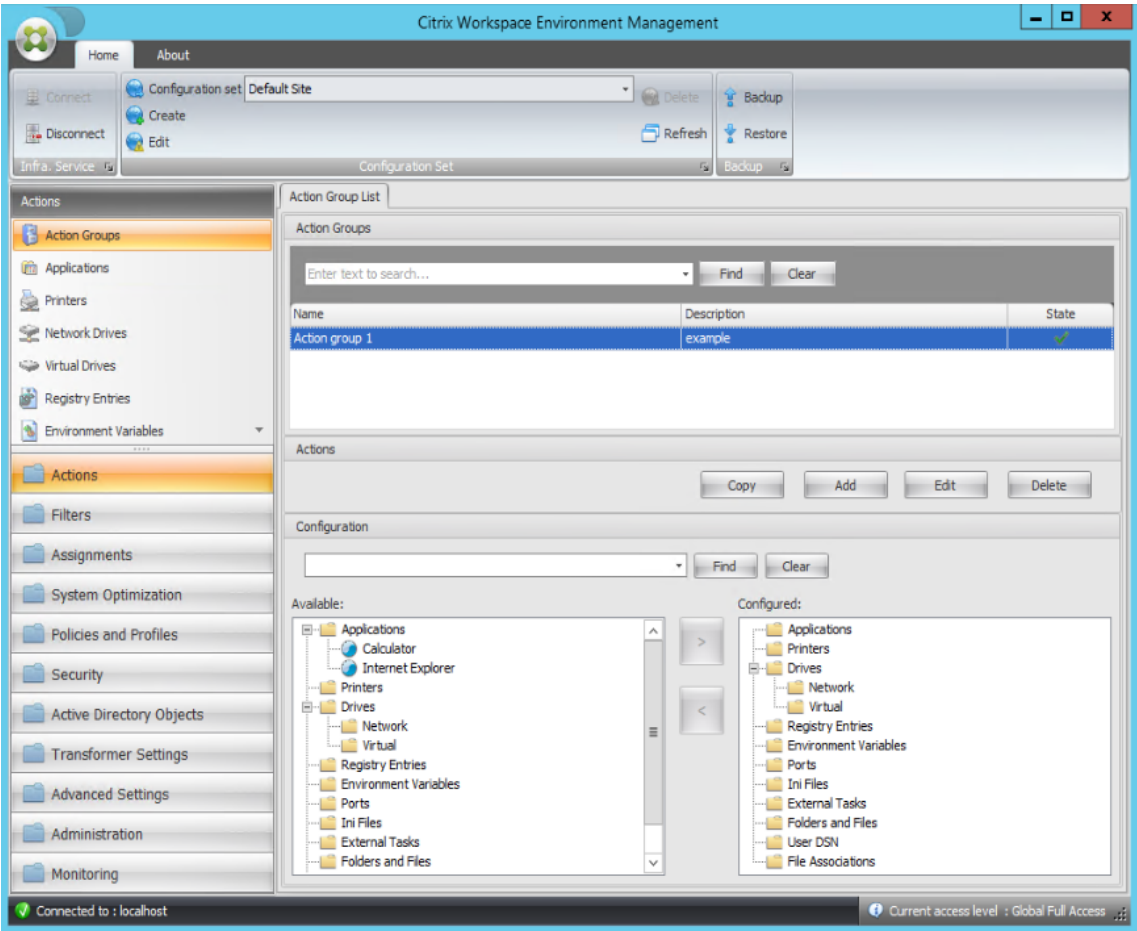 Citrix Workspace Environment Management
Home About
Connect
Disconnect
Infra. Service
Configuration set Default Site
Create
Edit
Delete
Refresh
Configuration Set
Backup
Restore
Backup
Actions
Action Groups
Applications
Printers
Network Drives
Virtual Drives
Registry Entries
Environment Variables
Actions
Filters
Assignments
System Optimization
Policies and Profiles
Security
Active Directory Objects
Transformer Settings
Advanced Settings
Administration
Monitoring
Action Group List
Action Groups
Enter text to search... Find Clear
Name Description State
Action group 1 example
Actions
Copy Add Edit Delete
Configuration
Find Clear
Available:
Applications
Calculator
Internet Explorer
Printers
Drives
Network
Virtual
Registry Entries
Environment Variables
Ports
Ini Files
External Tasks
Folders and Files
>
<
Configured:
Applications
Printers
Drives
Network
Virtual
Registry Entries
Environment Variables
Ports
Ini Files
External Tasks
Folders and Files
User DSN
File Associations
Connected to : localhost
Current access level : Global Full Access